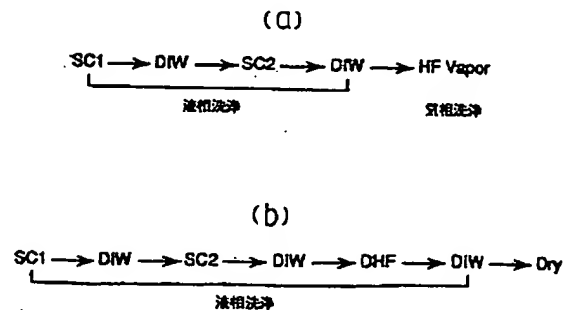 (a)
SC1 → DIW → SC2 → DIW → HF Vapor
液相洗浄 気相洗浄
(b)
SC1 → DIW → SC2 → DIW → DHF → DIW → Dry
液相洗浄